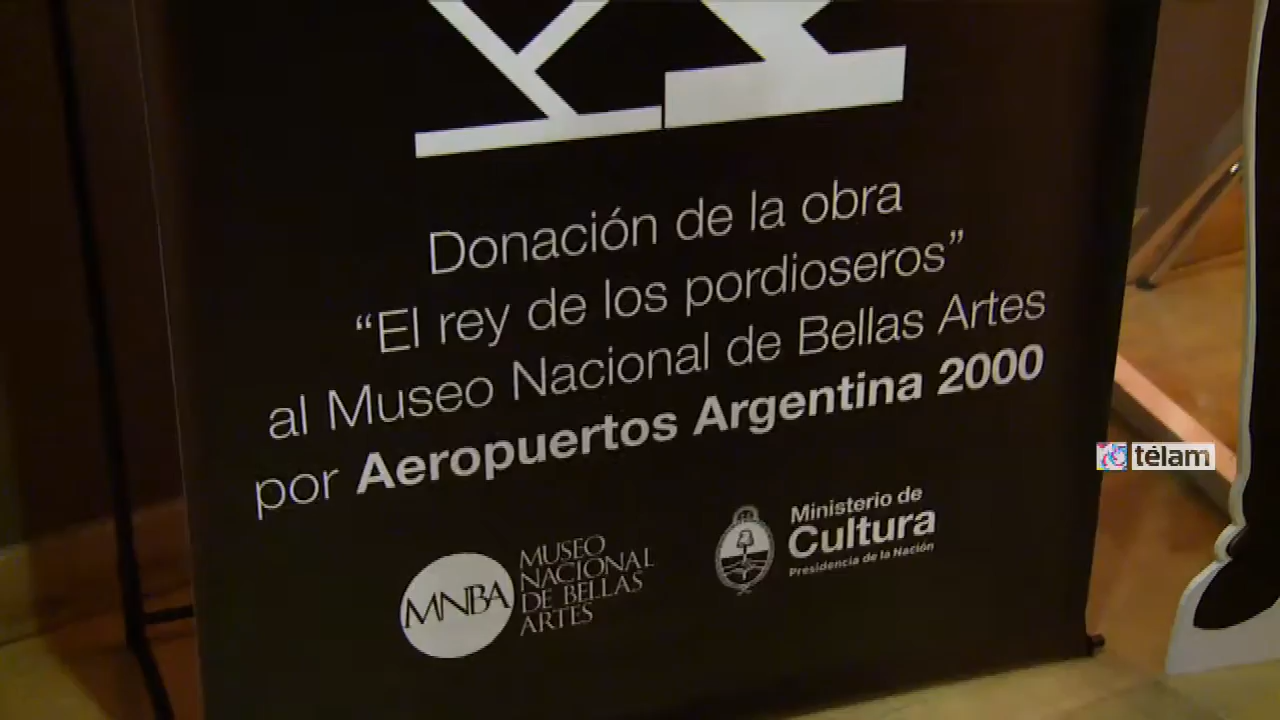 Donación de la obra
“El rey de los pordioseros”
al Museo Nacional de Bellas Artes
por Aeropuertos Argentina 2000
MNBA
MUSEO
NACIONAL
DE BELLAS
ARTES
Ministerio de
Cultura
Presidencia de la Nación
télam